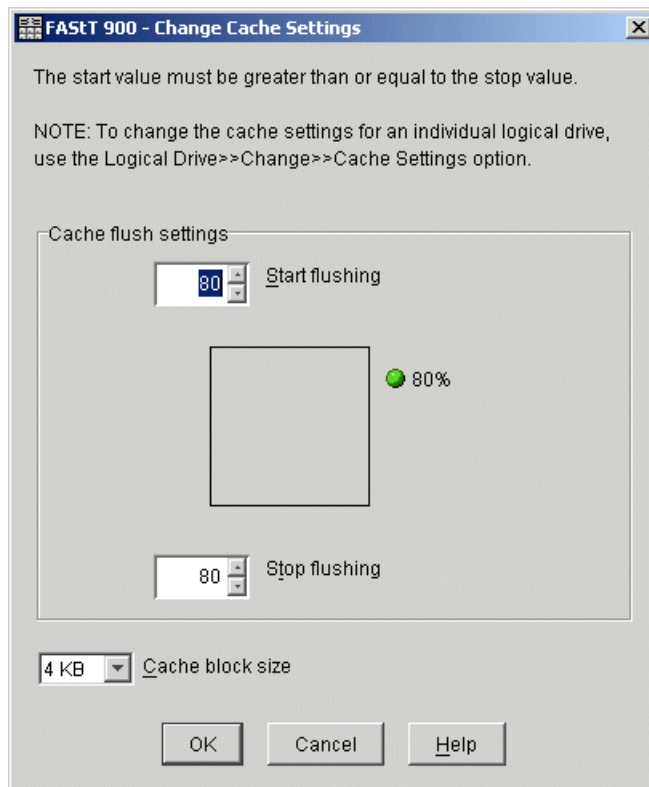 FAStT 900 - Change Cache Settings
The start value must be greater than or equal to the stop value.
NOTE: To change the cache settings for an individual logical drive,
use the Logical Drive>>Change>>Cache Settings option.
Cache flush settings
80 Start flushing
80%
80 Stop flushing
4 KB Cache block size
OK Cancel Help